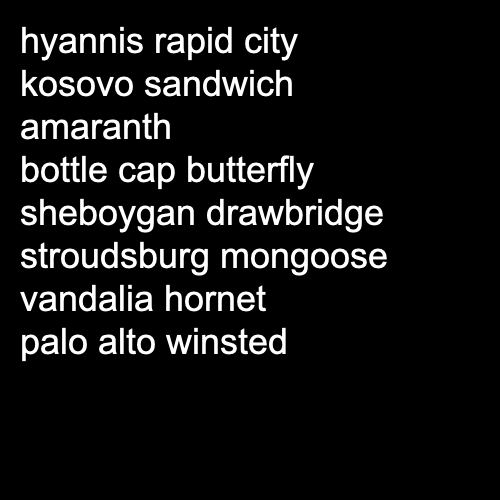 hyannis rapid city
kosovo sandwich
amaranth
bottle cap butterfly
sheboygan drawbridge
stroudsburg mongoose
vandalia hornet
palo alto winsted